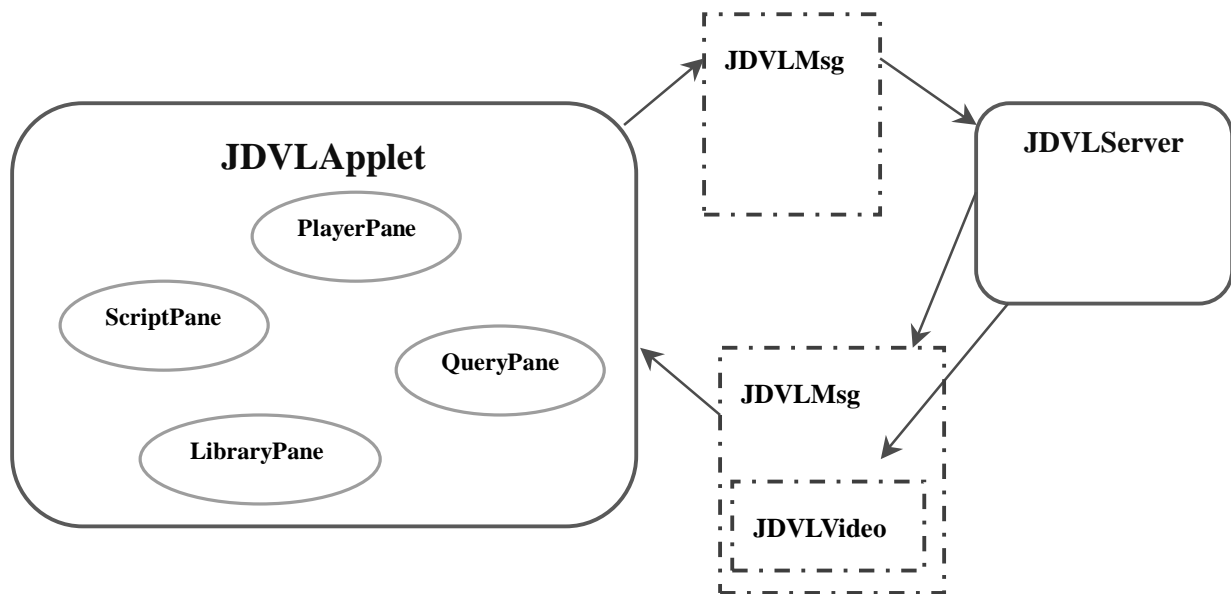 JDVLMsg
JDVLServer
JDVLApplet
PlayerPane
ScriptPane
QueryPane
LibraryPane
JDVLMsg
JDVLVideo